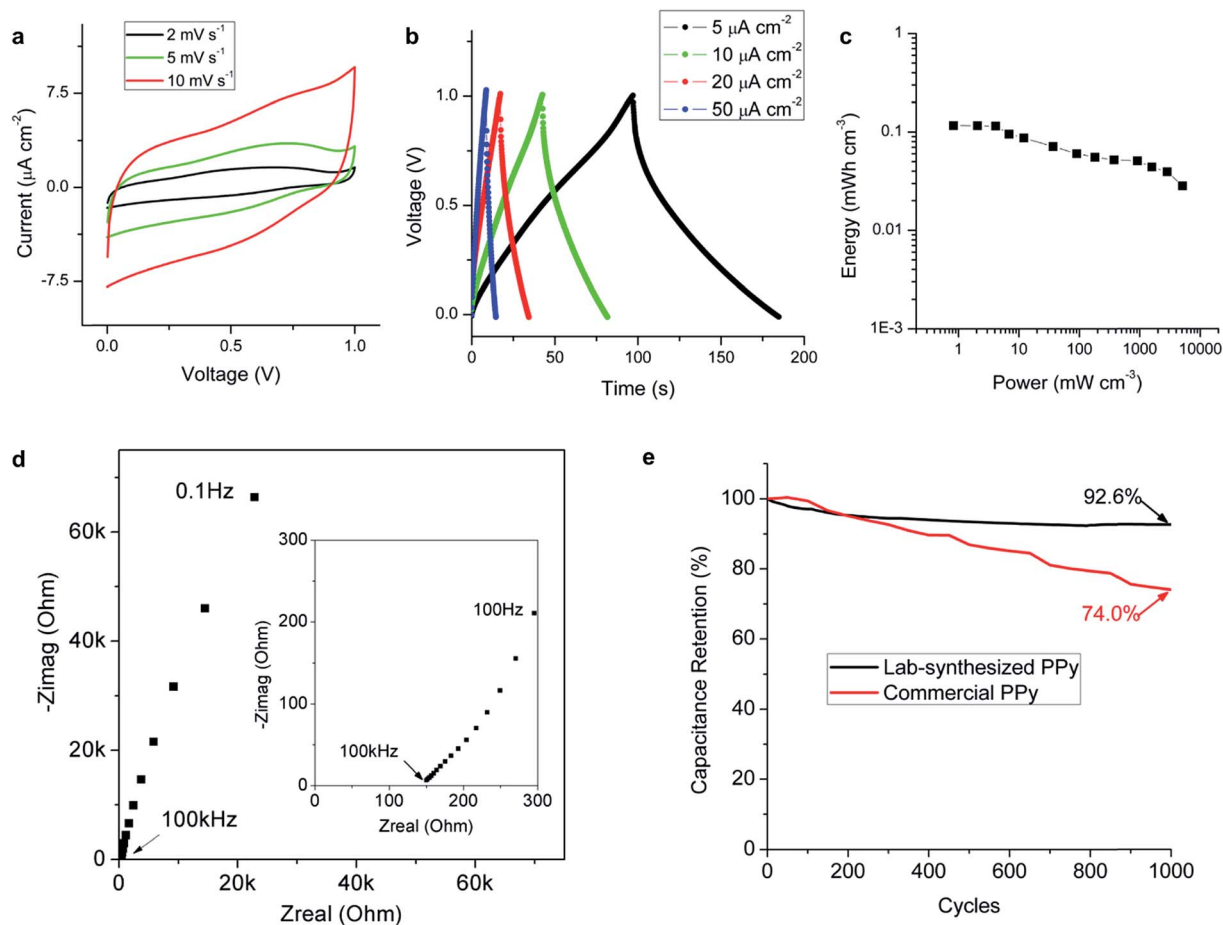 a
2 mV s⁻¹
5 mV s⁻¹
10 mV s⁻¹
7.5
0.0
-7.5
Current (μA cm⁻²)
0.0
0.5
1.0
Voltage (V)
b
5 μA cm⁻²
10 μA cm⁻²
20 μA cm⁻²
50 μA cm⁻²
1.0
0.5
0.0
Voltage (V)
0
50
100
150
200
Time (s)
c
1
0.1
0.01
1E-3
Energy (mWh cm⁻³)
1
10
100
1000
10000
Power (mW cm⁻³)
d
0.1Hz
60k
40k
20k
0
-Zimag (Ohm)
100kHz
0
20k
40k
60k
Zreal (Ohm)
300
200
100
0
-Zimag (Ohm)
100Hz
100kHz
0
100
200
300
Zreal (Ohm)
e
100
80
60
40
20
0
Capacitance Retention (%)
92.6%
74.0%
Lab-synthesized PPy
Commercial PPy
0
200
400
600
800
1000
Cycles